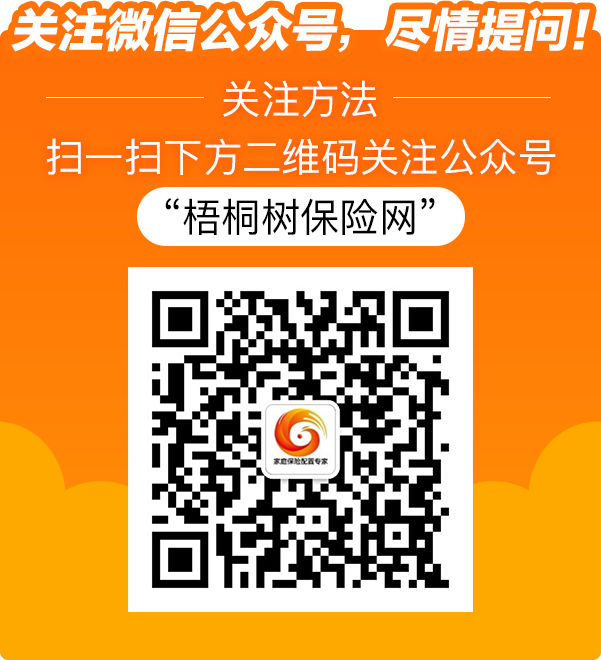 关注微信公众号，尽情提问！
关注方法
扫一扫下方二维码关注公众号
“梧桐树保险网”
家庭保险配置专家